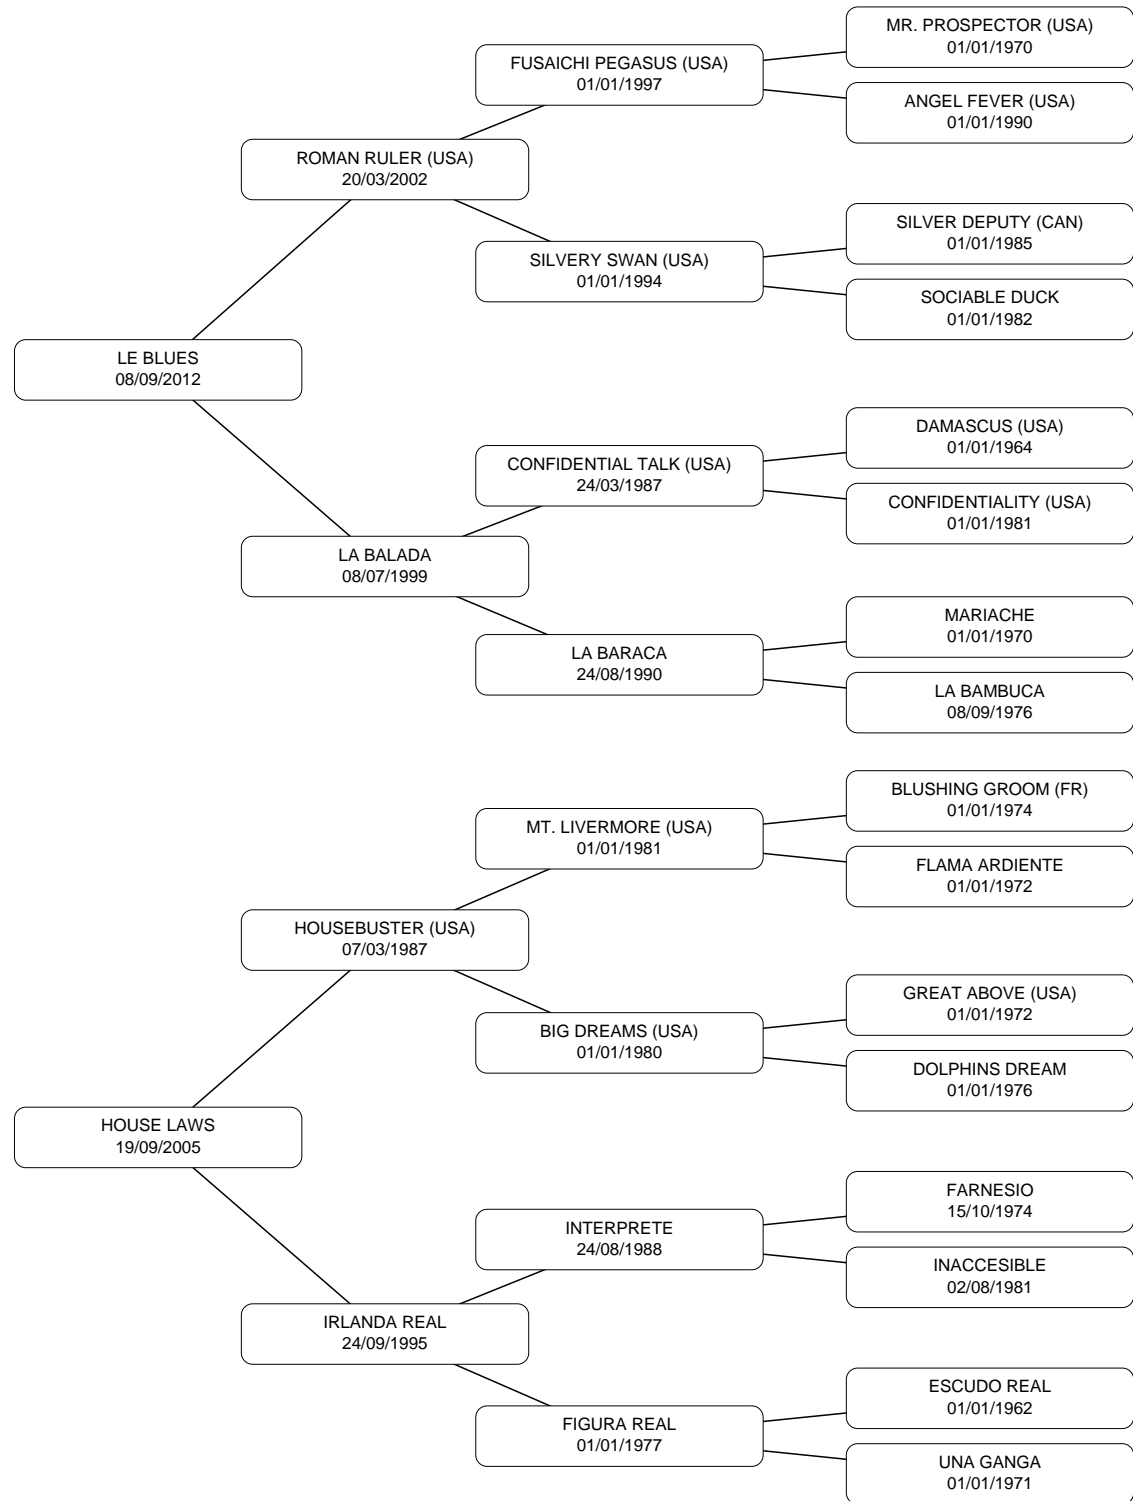 MR. PROSPECTOR (USA)
01/01/1970
FUSAICHI PEGASUS (USA)
01/01/1997
ANGEL FEVER (USA)
01/01/1990
ROMAN RULER (USA)
20/03/2002
SILVER DEPUTY (CAN)
01/01/1985
SILVERY SWAN (USA)
01/01/1994
SOCIABLE DUCK
01/01/1982
LE BLUES
08/09/2012
DAMASCUS (USA)
01/01/1964
CONFIDENTIAL TALK (USA)
24/03/1987
CONFIDENTIALITY (USA)
01/01/1981
LA BALADA
08/07/1999
MARIACHE
01/01/1970
LA BARACA
24/08/1990
LA BAMBUCA
08/09/1976
BLUSHING GROOM (FR)
01/01/1974
MT. LIVERMORE (USA)
01/01/1981
FLAMA ARDIENTE
01/01/1972
HOUSEBUSTER (USA)
07/03/1987
GREAT ABOVE (USA)
01/01/1972
BIG DREAMS (USA)
01/01/1980
DOLPHINS DREAM
01/01/1976
HOUSE LAWS
19/09/2005
FARNESIO
15/10/1974
INTERPRETE
24/08/1988
INACCESIBLE
02/08/1981
IRLANDA REAL
24/09/1995
ESCUDO REAL
01/01/1962
FIGURA REAL
01/01/1977
UNA GANGA
01/01/1971